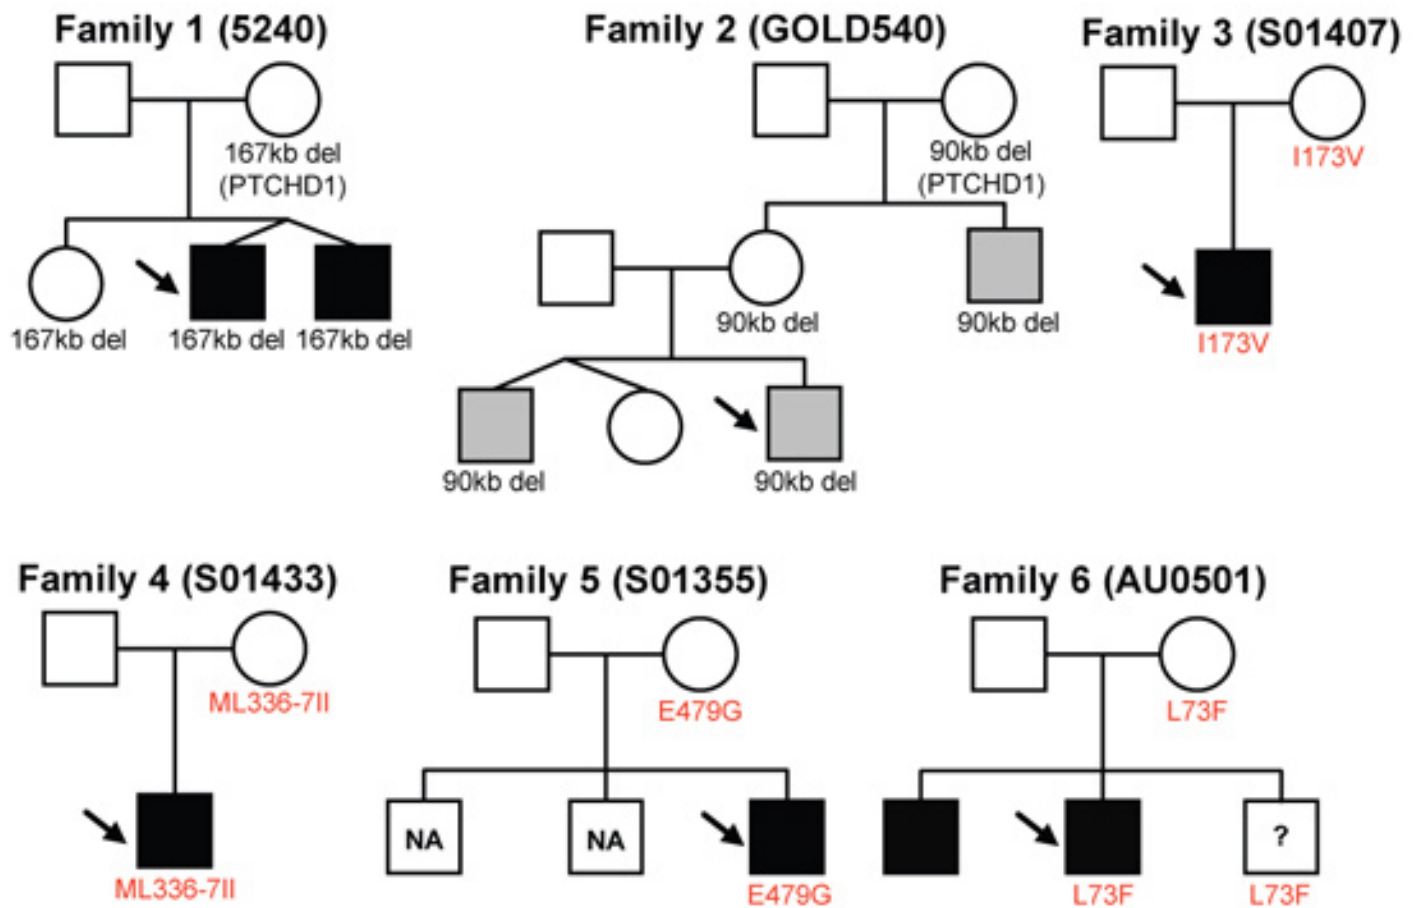 Family 1 (5240)
167kb del
(PTCHD1)
167kb del
167kb del
167kb del
Family 2 (GOLD540)
90kb del
(PTCHD1)
90kb del
90kb del
90kb del
90kb del
Family 3 (S01407)
I173V
I173V
Family 4 (S01433)
ML336-7II
ML336-7II
Family 5 (S01355)
E479G
NA
NA
E479G
Family 6 (AU0501)
L73F
?
L73F
L73F